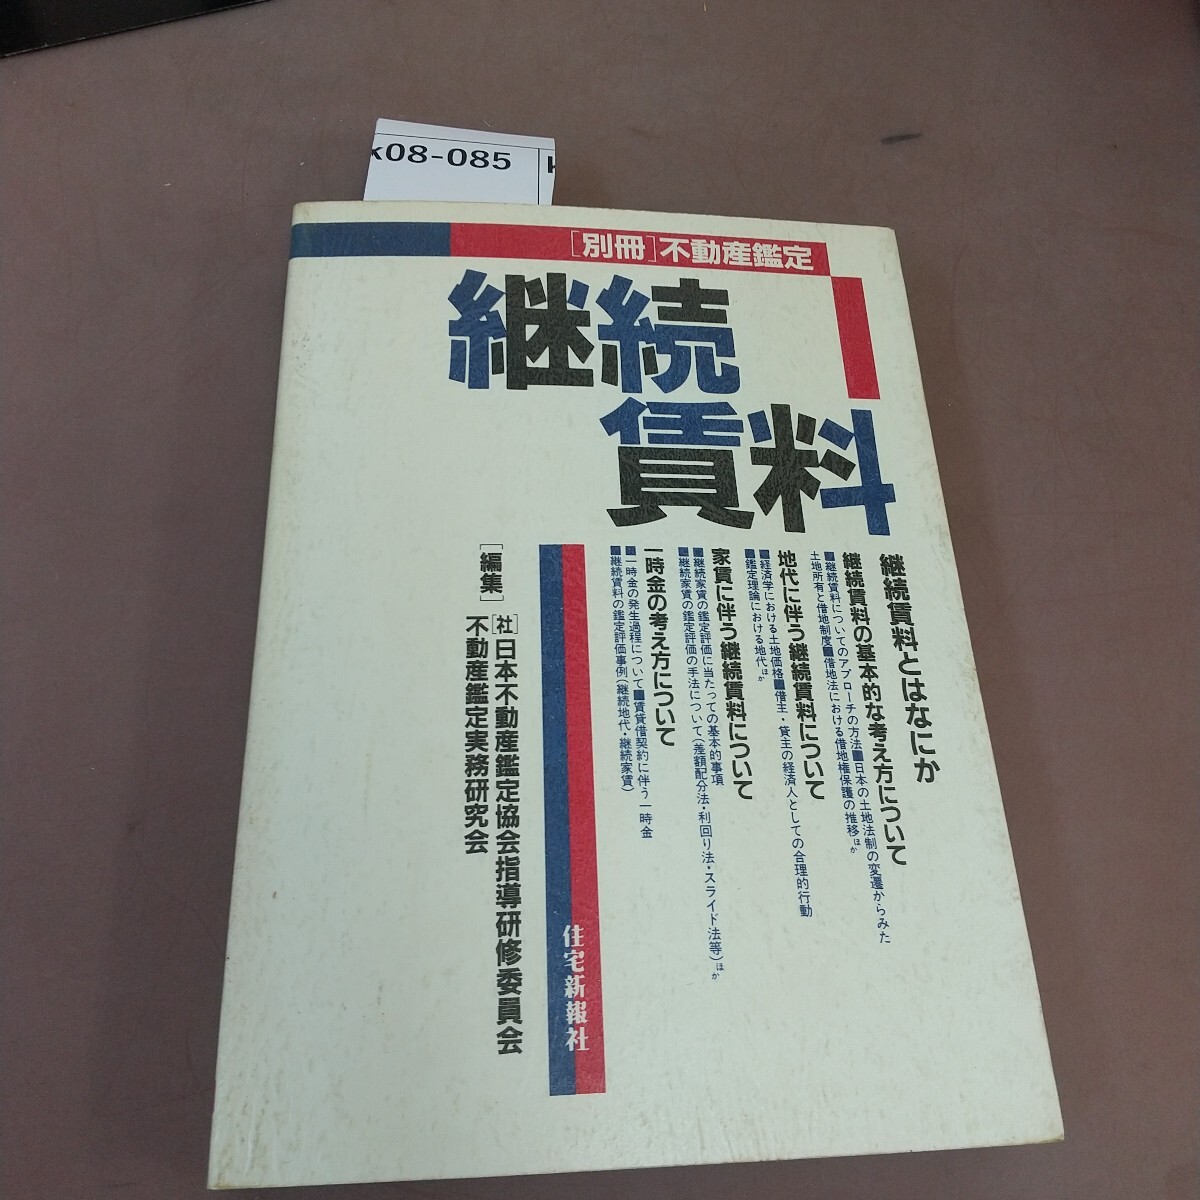 k08-085
[別冊]不動産鑑定
継続
賃料
継続賃料とはなにか
継続賃料の基本的な考え方について
■継続賃料についてのアプローチの方法■日本の土地法制の変遷からみた
土地所有と借地制度■借地法における借地権保護の推移ほか
地代に伴う継続賃料について
■経済学における土地価格■借主・貸主の経済人としての合理的行動
■鑑定理論における地代ほか
家賃に伴う継続賃料について
■継続家賃の鑑定評価に当たっての基本的事項
■継続家賃の鑑定評価の手法について(差額配分法・利回り法・スライド法等)ほか
一時金の考え方について
■一時金の発生過程について■賃貸借契約に伴う一時金
■継続賃料の鑑定評価事例(継続地代・継続家賃)
[編集]
[社]日本不動産鑑定協会指導研修委員会
不動産鑑定実務研究会
住宅新報社